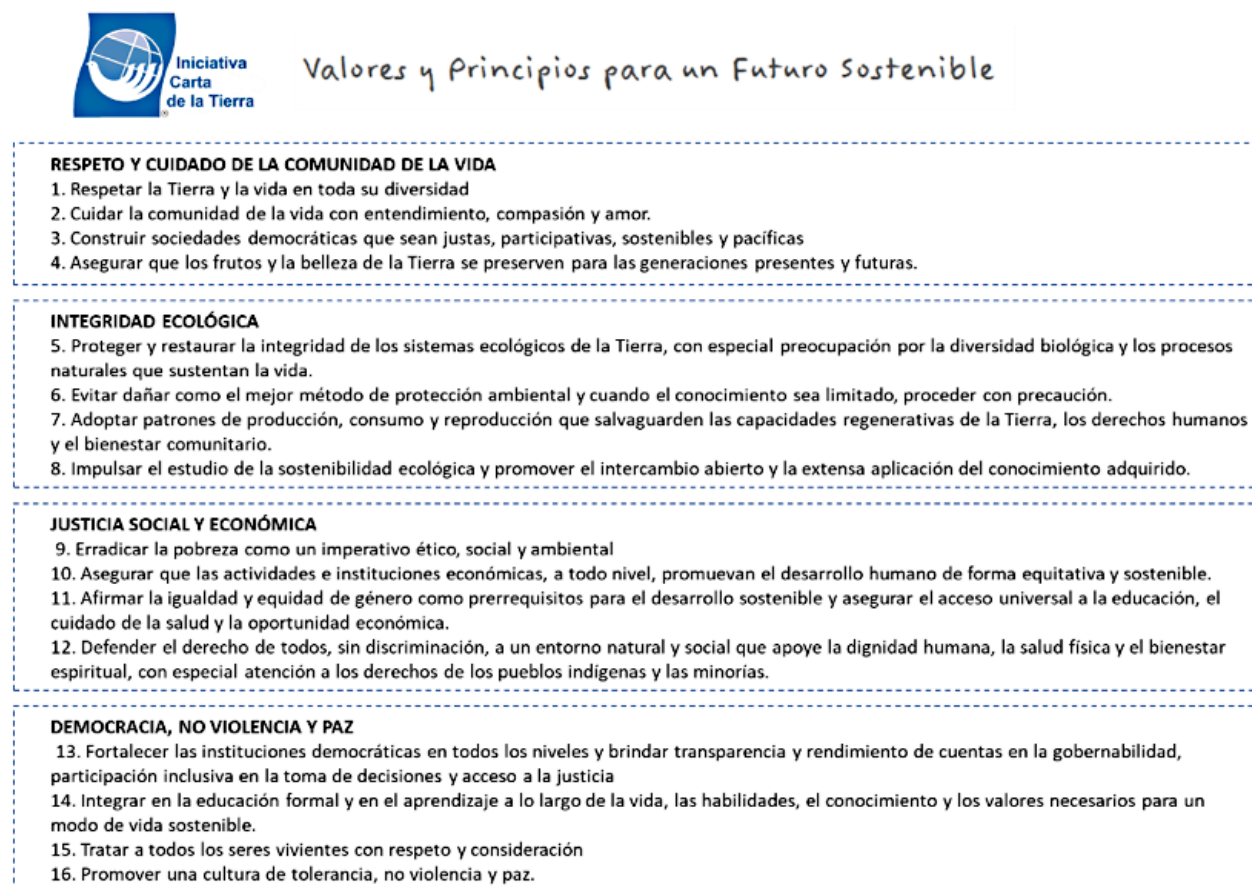 Iniciativa
Carta
de la Tierra
Valores y Principios para un Futuro Sostenible
RESPETO Y CUIDADO DE LA COMUNIDAD DE LA VIDA
1. Respetar la Tierra y la vida en toda su diversidad
2. Cuidar la comunidad de la vida con entendimiento, compasión y amor.
3. Construir sociedades democráticas que sean justas, participativas, sostenibles y pacíficas
4. Asegurar que los frutos y la belleza de la Tierra se preserven para las generaciones presentes y futuras.
INTEGRIDAD ECOLÓGICA
5. Proteger y restaurar la integridad de los sistemas ecológicos de la Tierra, con especial preocupación por la diversidad biológica y los procesos
naturales que sustentan la vida.
6. Evitar dañar como el mejor método de protección ambiental y cuando el conocimiento sea limitado, proceder con precaución.
7. Adoptar patrones de producción, consumo y reproducción que salvaguarden las capacidades regenerativas de la Tierra, los derechos humanos
y el bienestar comunitario.
8. Impulsar el estudio de la sostenibilidad ecológica y promover el intercambio abierto y la extensa aplicación del conocimiento adquirido.
JUSTICIA SOCIAL Y ECONÓMICA
9. Erradicar la pobreza como un imperativo ético, social y ambiental
10. Asegurar que las actividades e instituciones económicas, a todo nivel, promuevan el desarrollo humano de forma equitativa y sostenible.
11. Afirmar la igualdad y equidad de género como prerrequisitos para el desarrollo sostenible y asegurar el acceso universal a la educación, el
cuidado de la salud y la oportunidad económica.
12. Defender el derecho de todos, sin discriminación, a un entorno natural y social que apoye la dignidad humana, la salud física y el bienestar
espiritual, con especial atención a los derechos de los pueblos indígenas y las minorías.
DEMOCRACIA, NO VIOLENCIA Y PAZ
13. Fortalecer las instituciones democráticas en todos los niveles y brindar transparencia y rendimiento de cuentas en la gobernabilidad,
participación inclusiva en la toma de decisiones y acceso a la justicia
14. Integrar en la educación formal y en el aprendizaje a lo largo de la vida, las habilidades, el conocimiento y los valores necesarios para un
modo de vida sostenible.
15. Tratar a todos los seres vivientes con respeto y consideración
16. Promover una cultura de tolerancia, no violencia y paz.